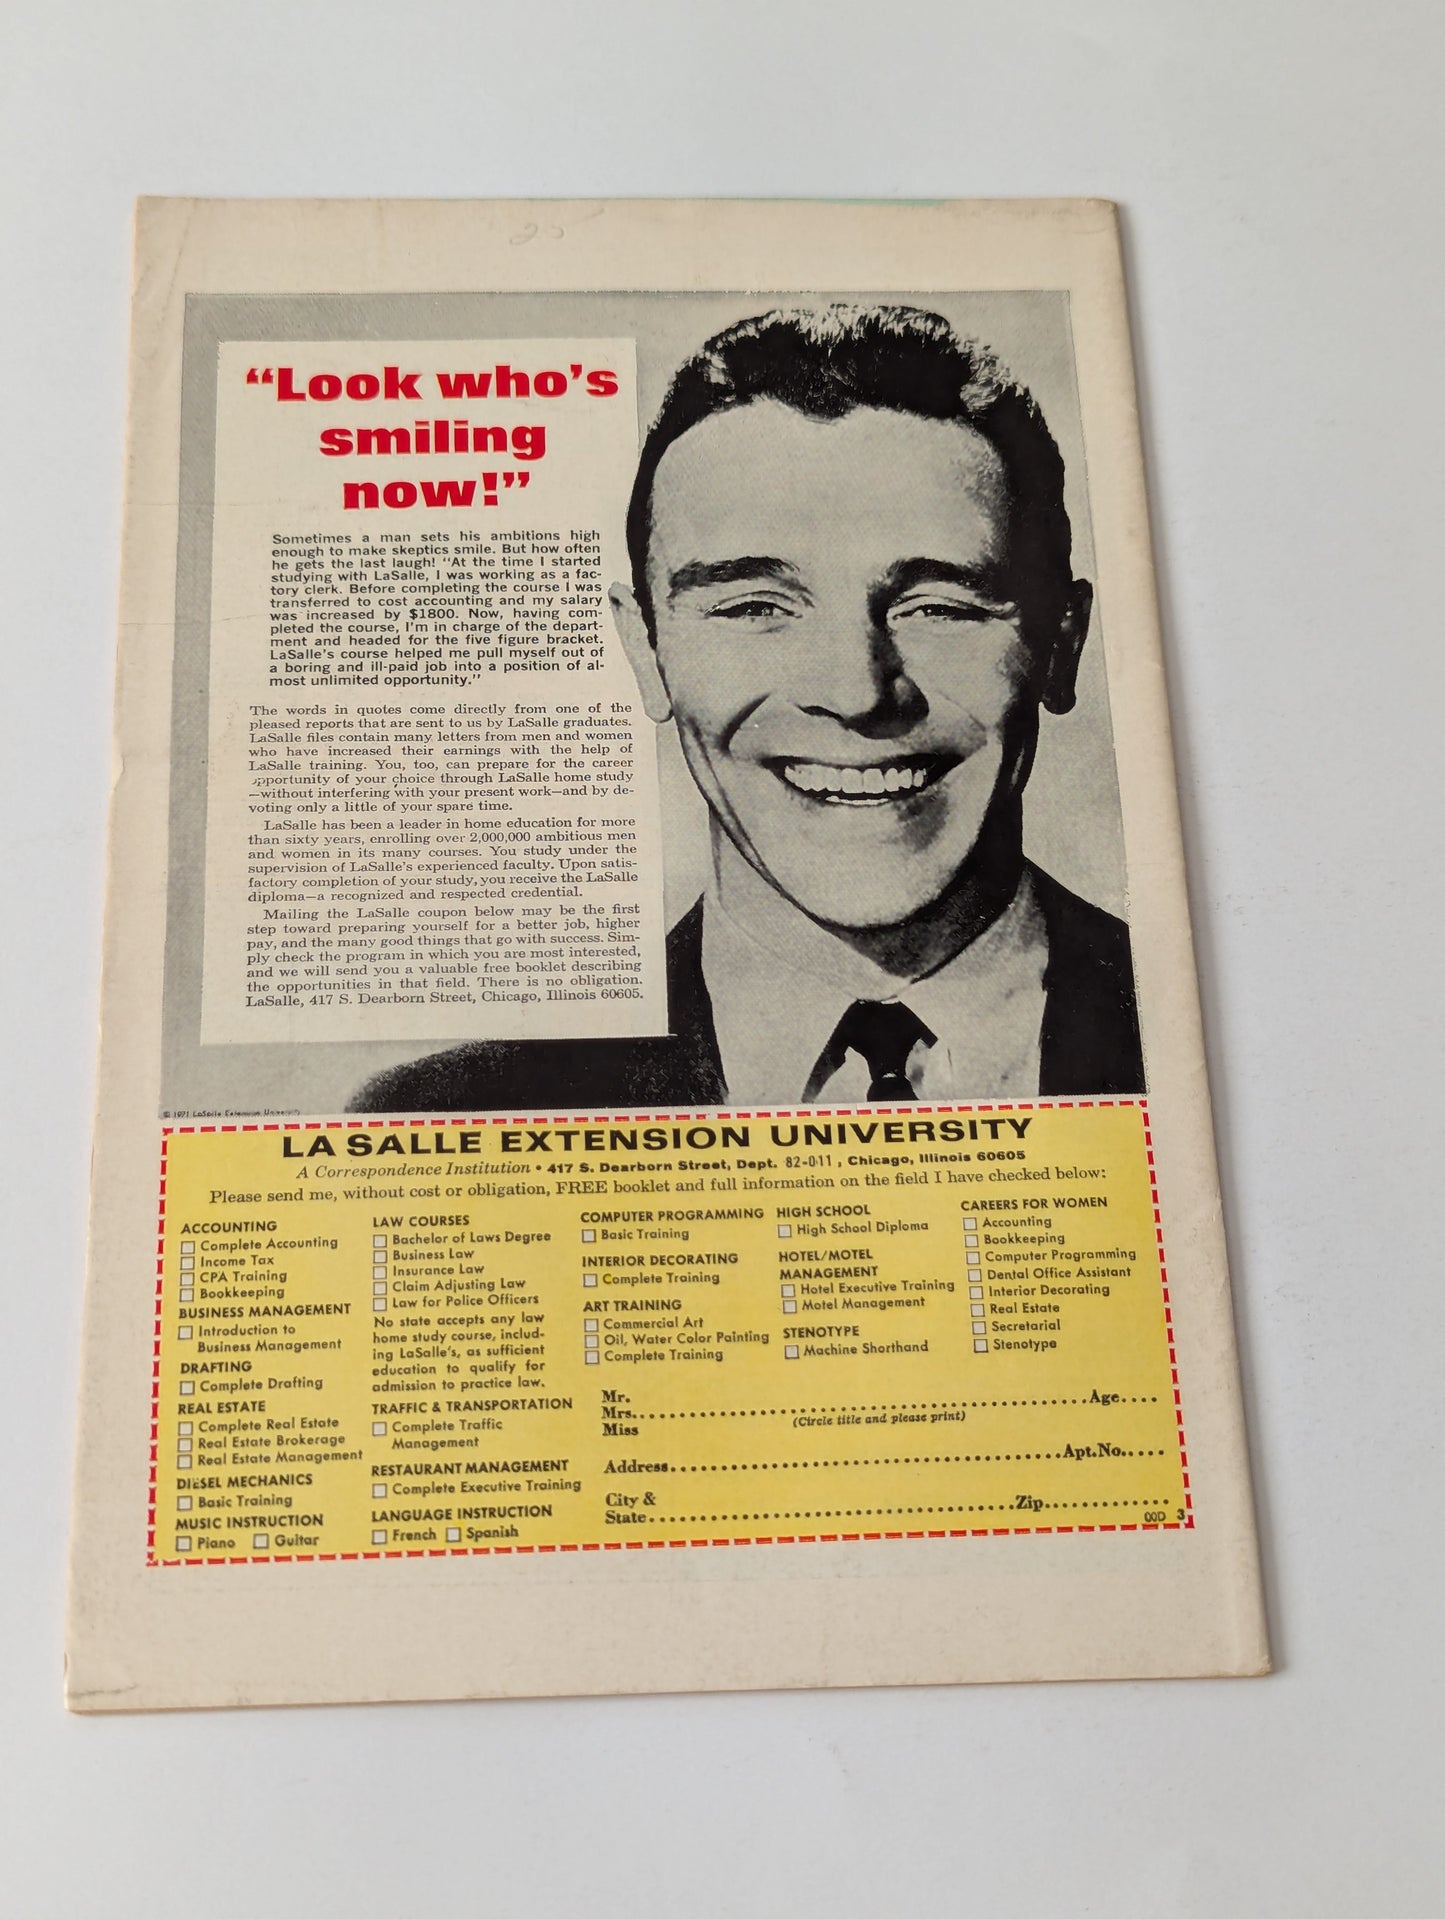 25
“Look who’s
smiling
now!”
Sometimes a man sets his ambitions high
enough to make skeptics smile. But how often
he gets the last laugh! “At the time I started
studying with LaSalle, I was working as a fac-
tory clerk. Before completing the course I was
transferred to cost accounting and my salary
was increased by $1800. Now, having com-
pleted the course, I’m in charge of the depart-
ment and headed for the five figure bracket.
LaSalle’s course helped me pull myself out of
a boring and ill-paid job into a position of al-
most unlimited opportunity.”
The words in quotes come directly from one of the
pleased reports that are sent to us by LaSalle graduates.
LaSalle files contain many letters from men and women
who have increased their earnings with the help of
LaSalle training. You, too, can prepare for the career
opportunity of your choice through LaSalle home study
—without interfering with your present work—and by de-
voting only a little of your spare time.
LaSalle has been a leader in home education for more
than sixty years, enrolling over 2,000,000 ambitious men
and women in its many courses. You study under the
supervision of LaSalle’s experienced faculty. Upon satis-
factory completion of your study, you receive the LaSalle
diploma—a recognized and respected credential.
Mailing the LaSalle coupon below may be the first
step toward preparing yourself for a better job, higher
pay, and the many good things that go with success. Sim-
ply check the program in which you are most interested,
and we will send you a valuable free booklet describing
the opportunities in that field. There is no obligation.
LaSalle, 417 S. Dearborn Street, Chicago, Illinois 60605.
© 1971 LaSalle Extension University
LA SALLE EXTENSION UNIVERSITY
A Correspondence Institution • 417 S. Dearborn Street, Dept. 82-011, Chicago, Illinois 60605
Please send me, without cost or obligation, FREE booklet and full information on the field I have checked below:
ACCOUNTING
Complete Accounting
Income Tax
CPA Training
Bookkeeping
BUSINESS MANAGEMENT
Introduction to
Business Management
DRAFTING
Complete Drafting
REAL ESTATE
Complete Real Estate
Real Estate Brokerage
Real Estate Management
DIESEL MECHANICS
Basic Training
MUSIC INSTRUCTION
Piano Guitar
LAW COURSES
Bachelor of Laws Degree
Business Law
Insurance Law
Claim Adjusting Law
Law for Police Officers
No state accepts any law
home study course, includ-
ing LaSalle’s, as sufficient
education to qualify for
admission to practice law.
TRAFFIC & TRANSPORTATION
Complete Traffic
Management
RESTAURANT MANAGEMENT
Complete Executive Training
LANGUAGE INSTRUCTION
French Spanish
COMPUTER PROGRAMMING
Basic Training
INTERIOR DECORATING
Complete Training
ART TRAINING
Commercial Art
Oil, Water Color Painting
Complete Training
HIGH SCHOOL
High School Diploma
HOTEL/MOTEL
MANAGEMENT
Hotel Executive Training
Motel Management
STENOTYPE
Machine Shorthand
CAREERS FOR WOMEN
Accounting
Bookkeeping
Computer Programming
Dental Office Assistant
Interior Decorating
Real Estate
Secretarial
Stenotype
Mr.
Mrs. Age
Miss
(Circle title and please print)
Address Apt.No.
City &
State Zip
00D 3